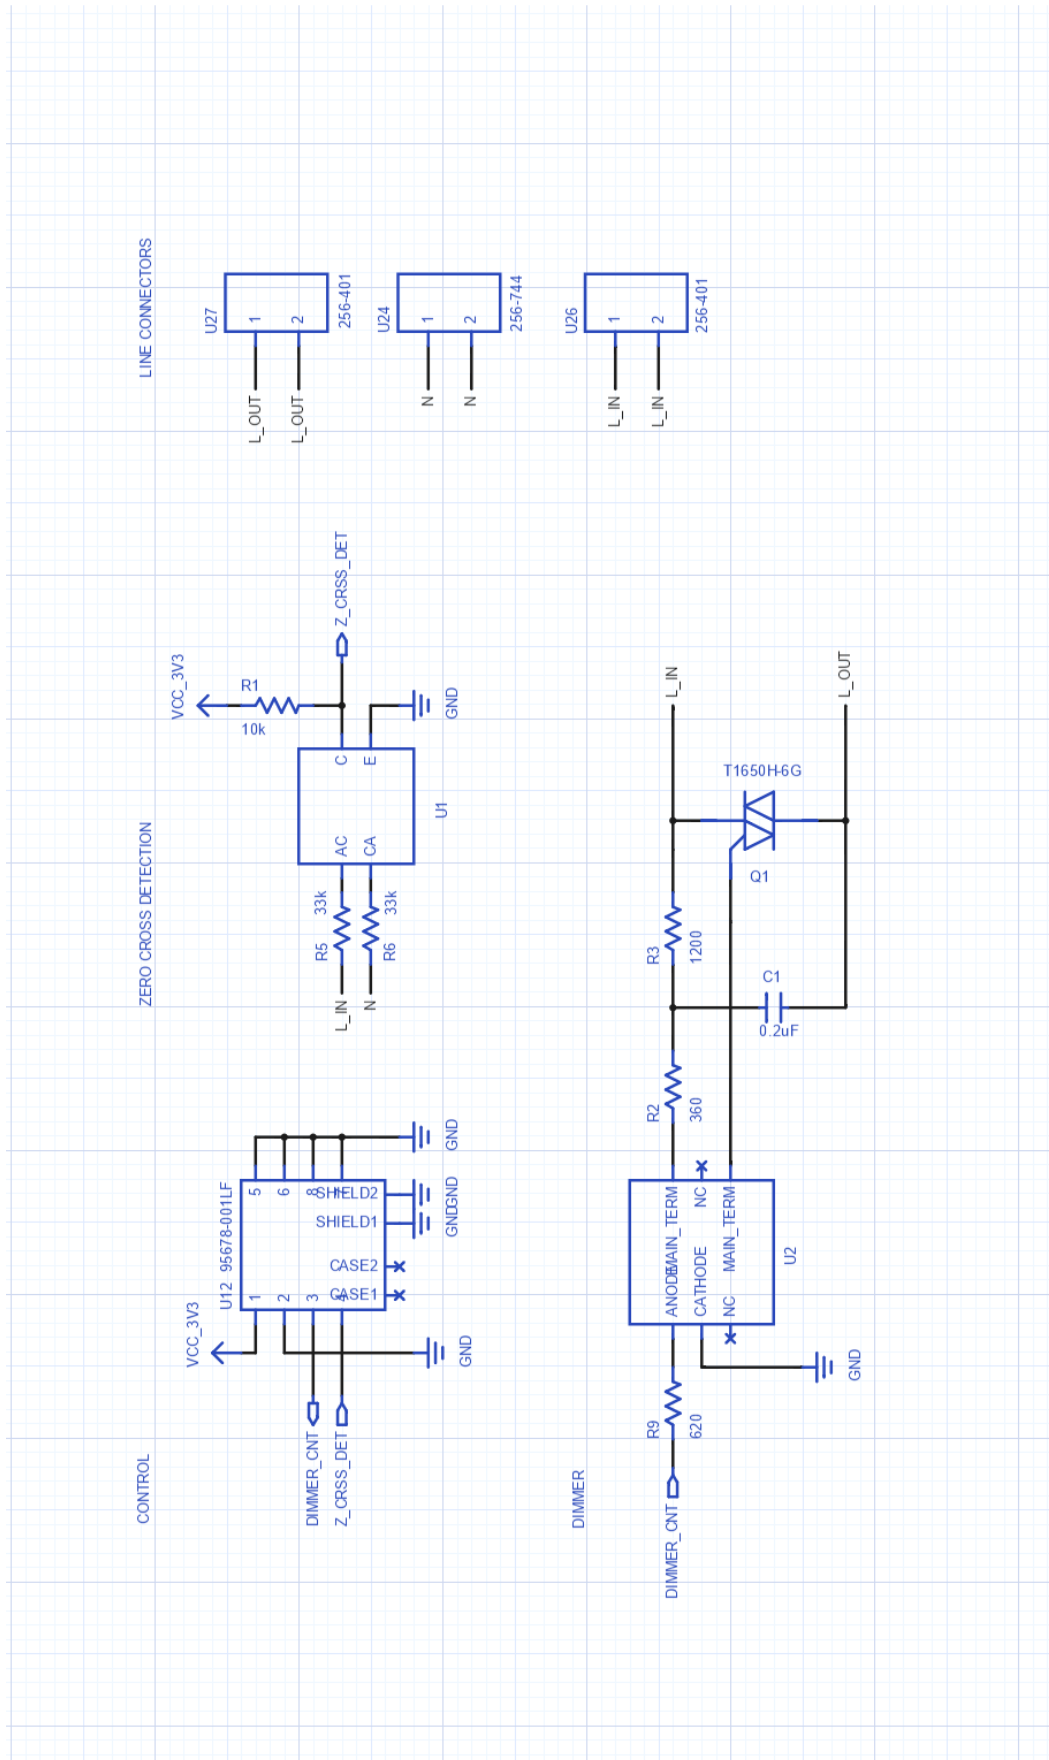 CONTROL
VCC_3V3
U12 95678-001LF
1
2
3
4
5
6
8
7
SHIELD2
SHIELD1
CASE2
CASE1
GND
GND
GND
GND
DIMMER_CNT
Z_CRSS_DET
ZERO CROSS DETECTION
VCC_3V3
R1
10k
Z_CRSS_DET
C
E
GND
U1
AC
CA
R5
33k
R6
33k
L_IN
N
LINE CONNECTORS
U27
1
2
256-401
L_OUT
L_OUT
U24
1
2
256-744
N
N
U26
1
2
256-401
L_IN
L_IN
DIMMER
DIMMER_CNT
R9
620
ANODE
CATHODE
NC
MAIN_TERM
NC
MAIN_TERM
U2
GND
R2
360
R3
1200
C1
0.2uF
Q1
T1650H-6G
L_IN
L_OUT